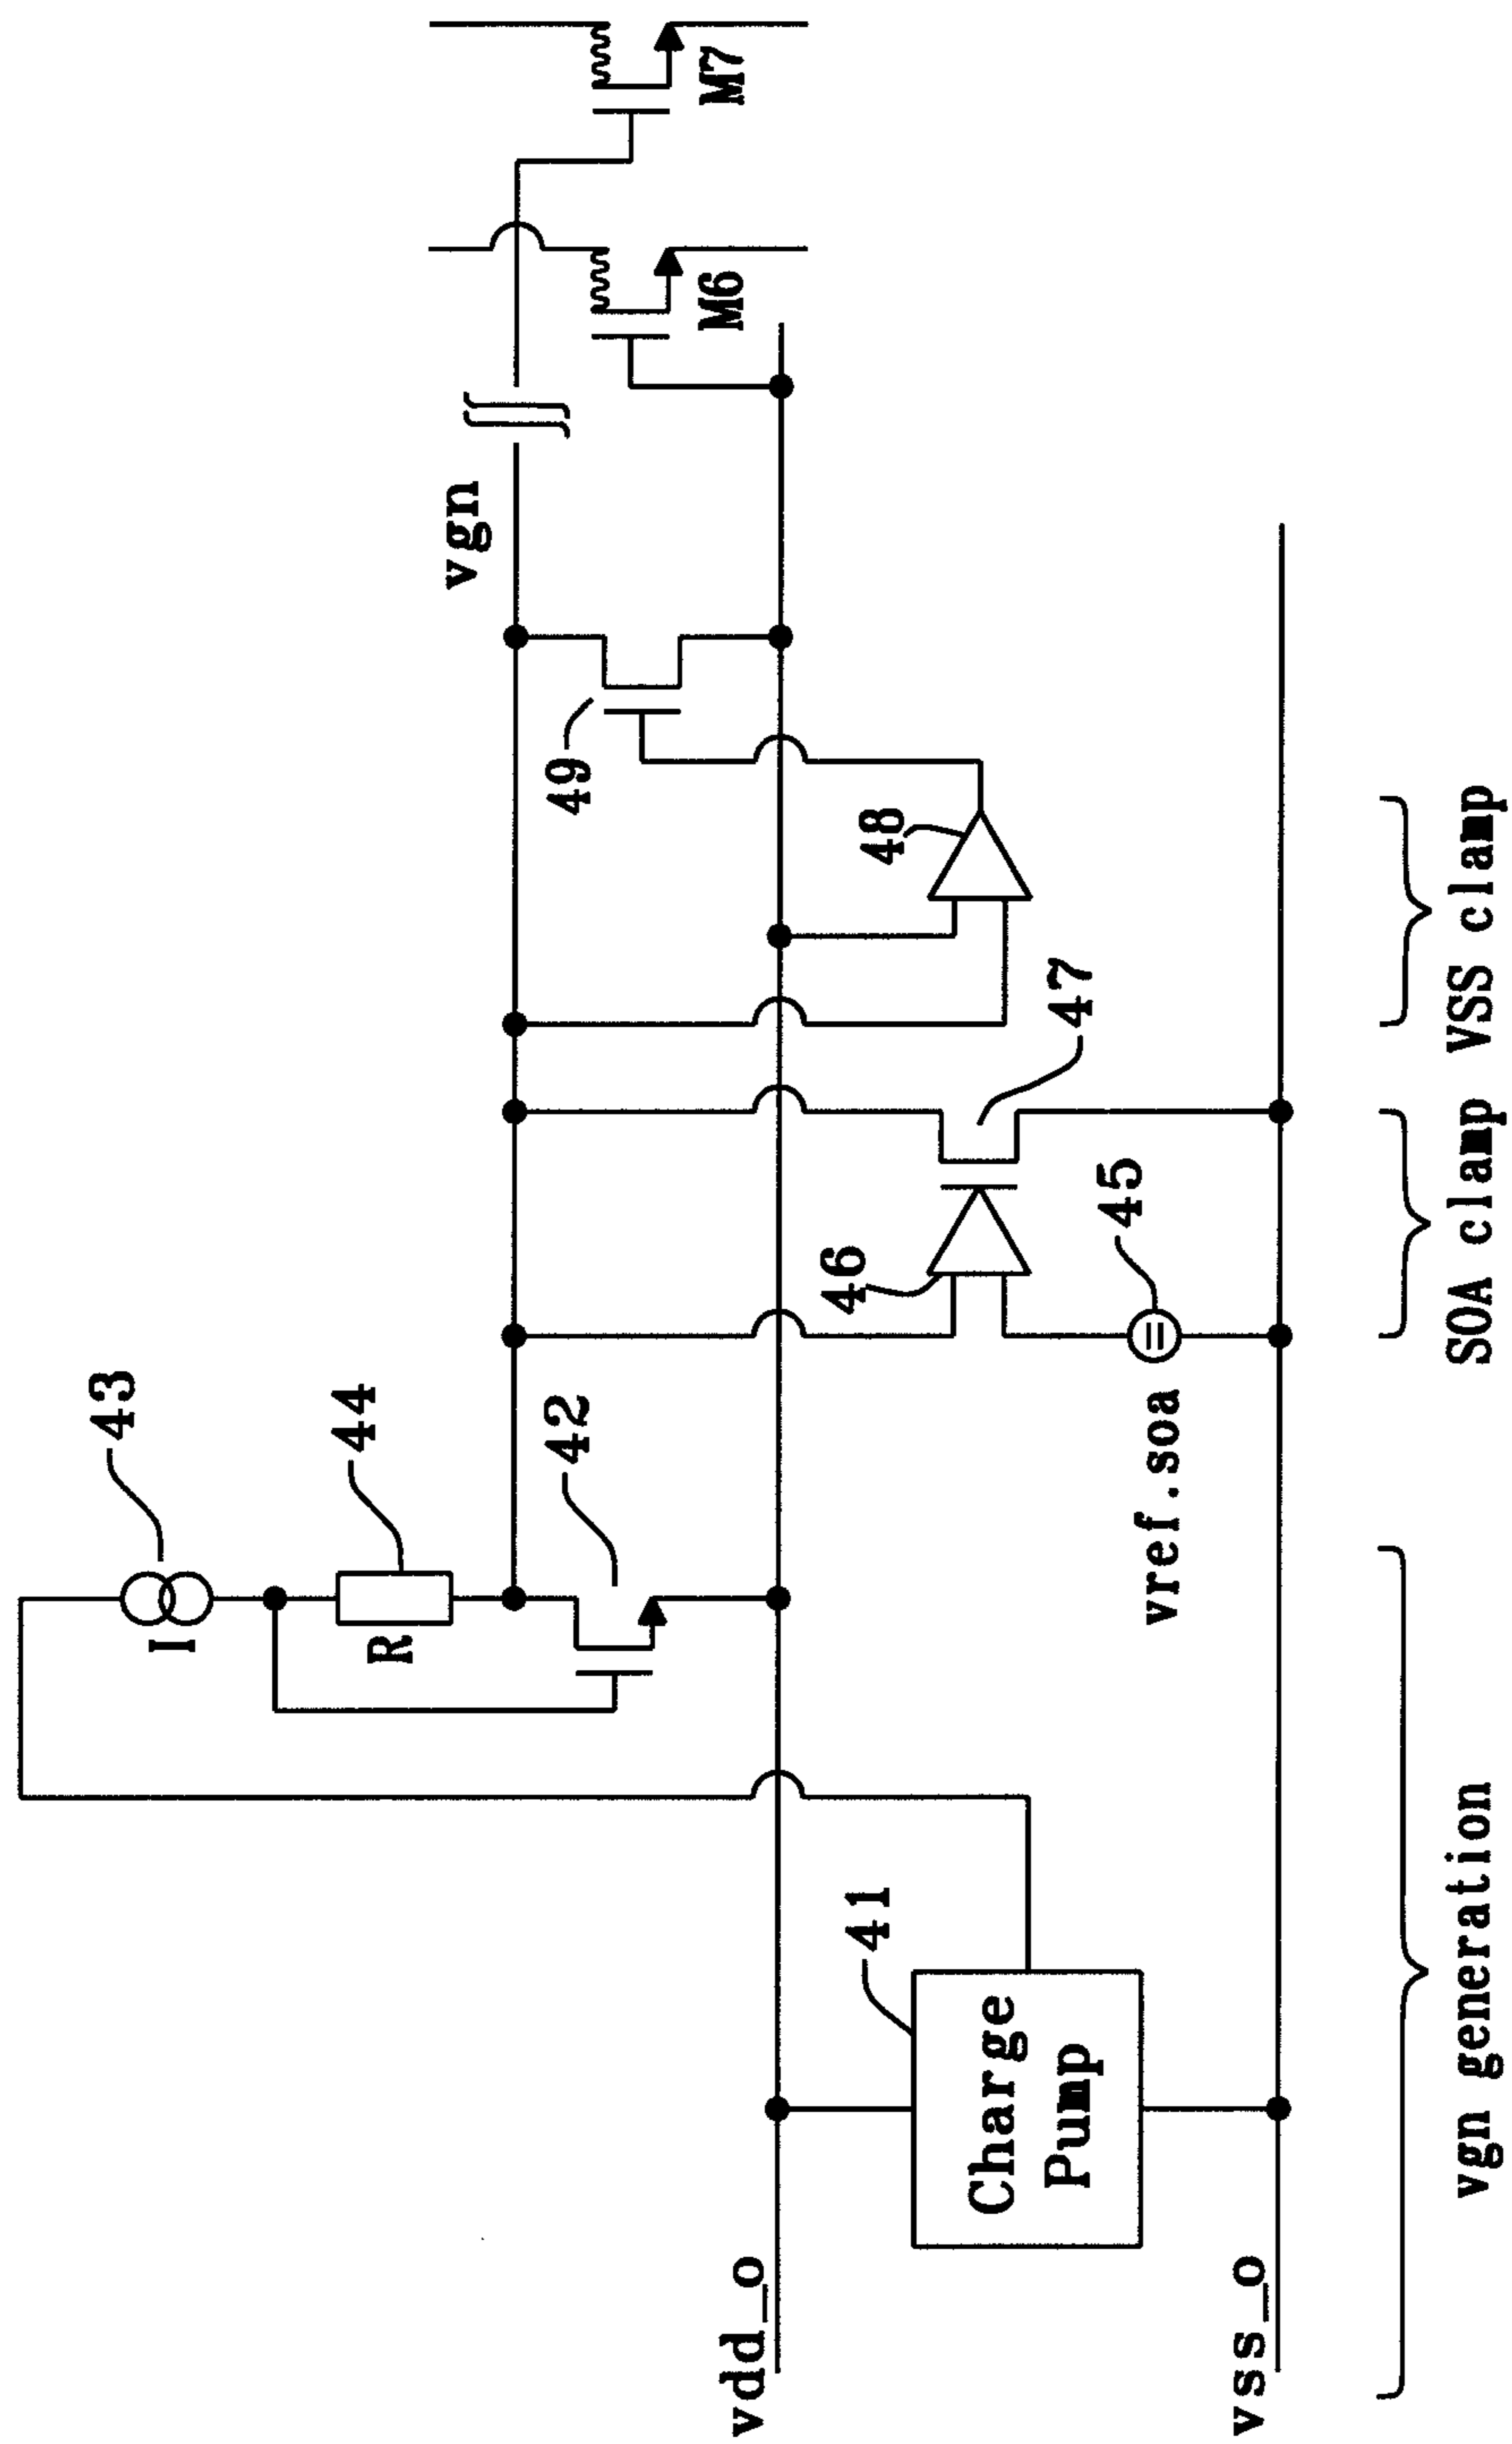 43
I
44
R
42
vgn
M7
M6
49
vdd_o
41
Charge
Pump
46
47
48
45
vref.soa
vss_o
vgn generation
SOA clamp
VSS clamp